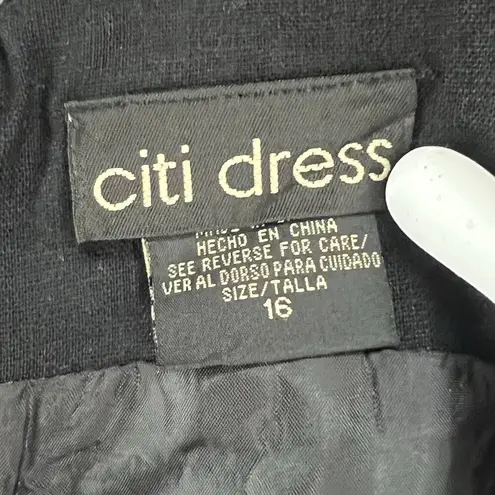 citi dress
HECHO EN CHINA
SEE REVERSE FOR CARE/
VER AL DORSO PARA CUIDADO
SIZE/TALLA
16